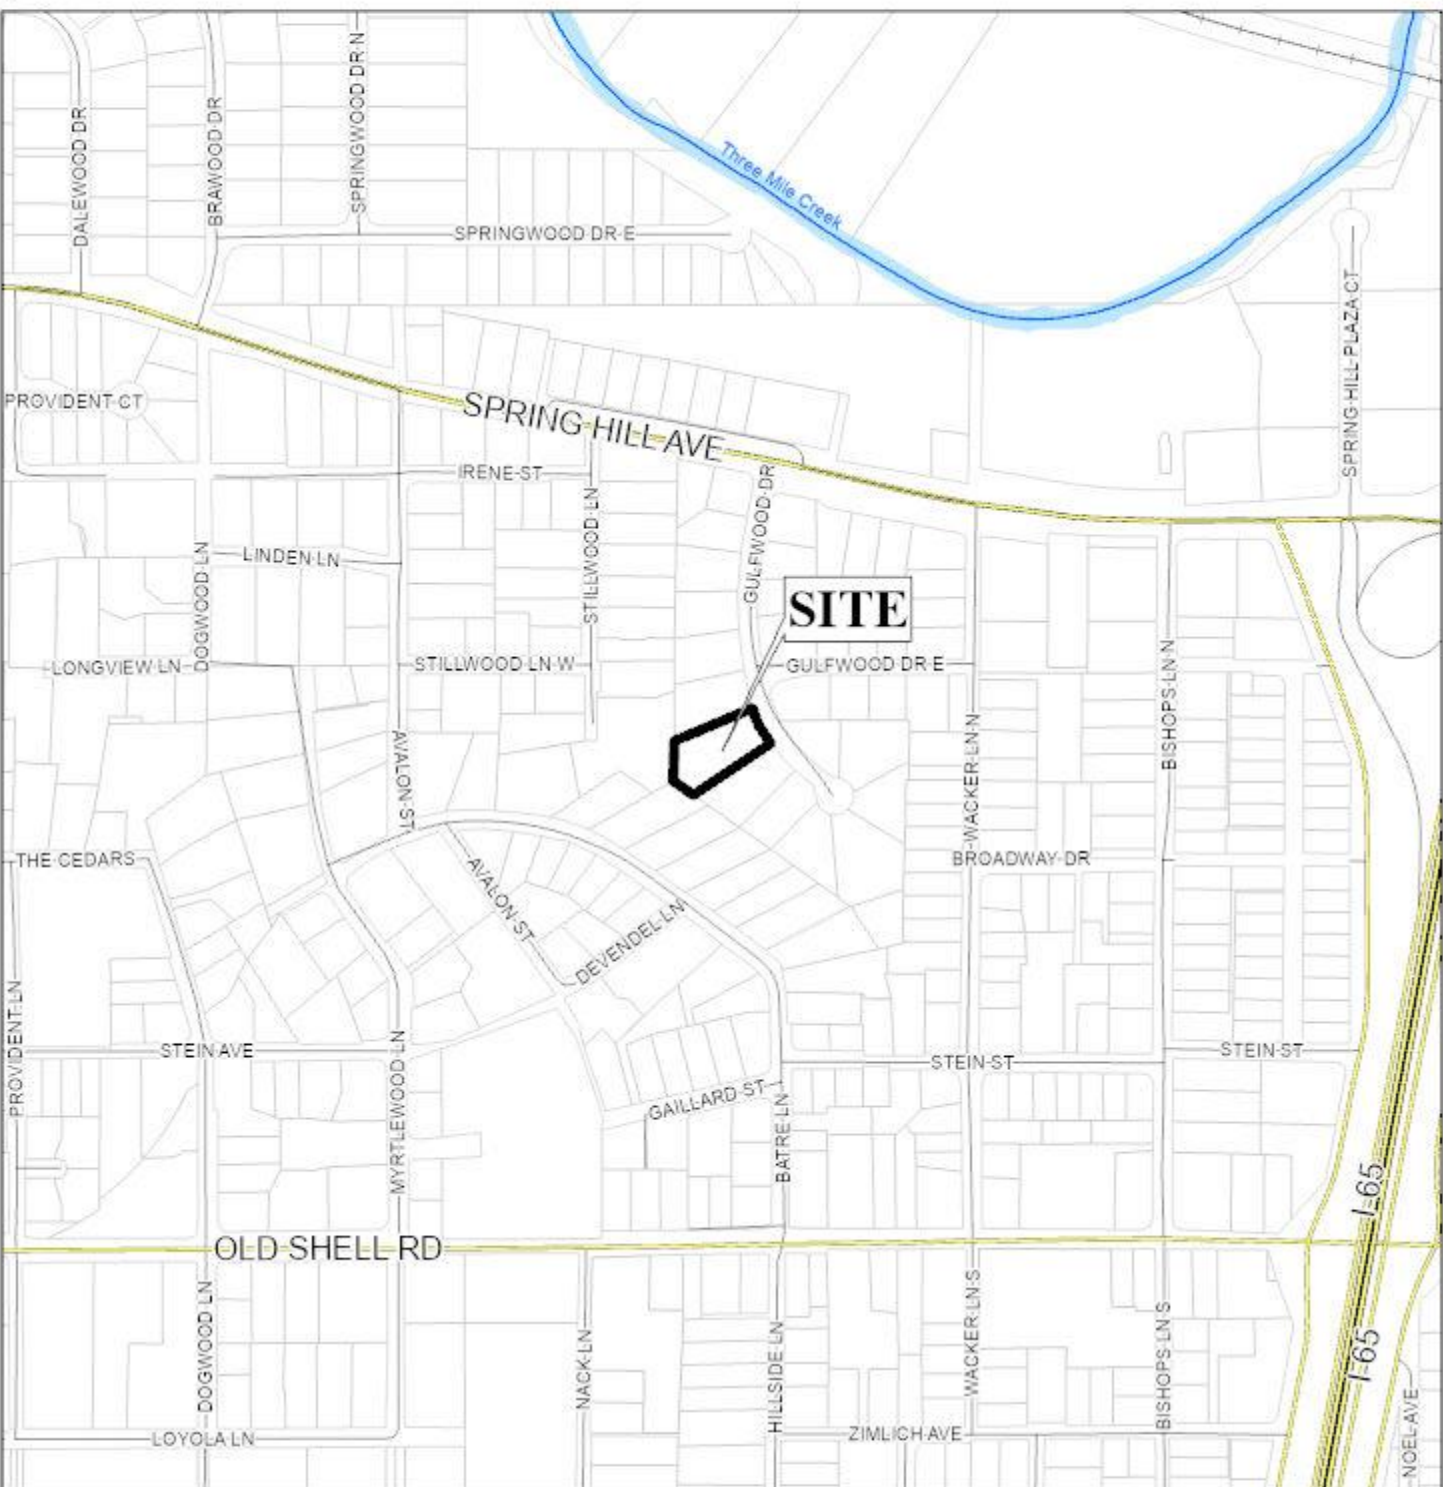 DALEWOOD DR
BRAWOOD DR
SPRINGWOOD DR N
SPRINGWOOD DR E
Three Mile Creek
SPRING HILL PLAZA CT
PROVIDENT CT
SPRING HILL AVE
IRENE ST
STILLWOOD LN
GULFWOOD DR
DOGWOOD LN
LINDEN LN
SITE
LONGVIEW LN
STILLWOOD LN W
GULFWOOD DR E
AVALON ST
WACKER LN N
BISHOPS LN N
THE CEDARS
BROADWAY DR
AVALON ST
DEVENDEL LN
PROVIDENT LN
STEIN AVE
MYRTLEWOOD LN
STEIN ST
STEIN ST
GAILLARD ST
BATRE LN
I-65
OLD SHELL RD
DOGWOOD LN
NACK LN
HILLSIDE LN
WACKER LN S
BISHOPS LN S
I-65
NOEL AVE
LOYOLA LN
ZIMLICH AVE